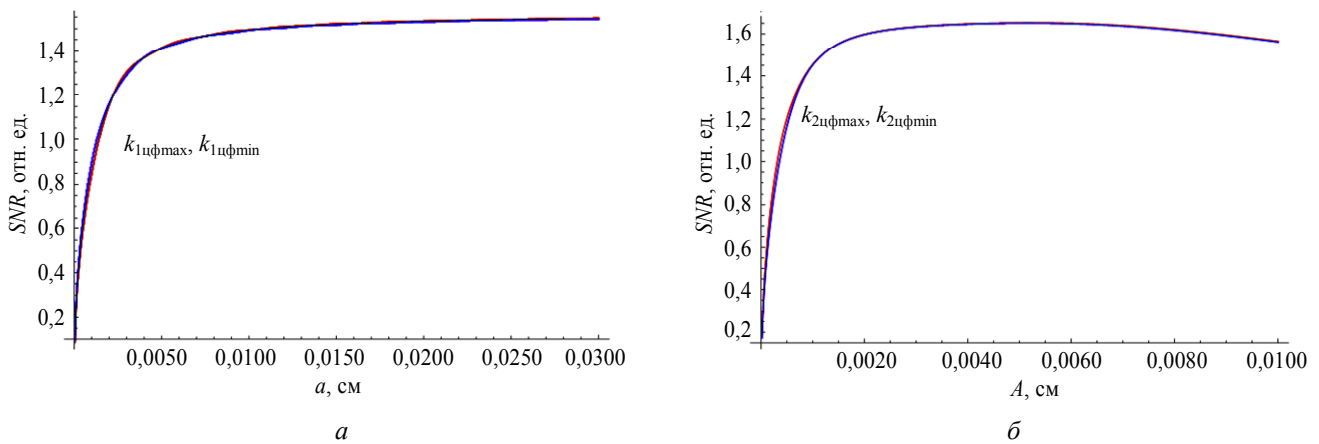 SNR, отн. ед.
1,4
1,2
1,0
0,8
0,6
0,4
0,2
k1цфmax, k1цфmin
0,0050 0,0100 0,0150 0,0200 0,0250 0,0300
a, см
а
SNR, отн. ед.
1,6
1,4
1,2
1,0
0,8
0,6
0,4
0,2
k2цфmax, k2цфmin
0,0020 0,0040 0,0060 0,0080 0,0100
A, см
б